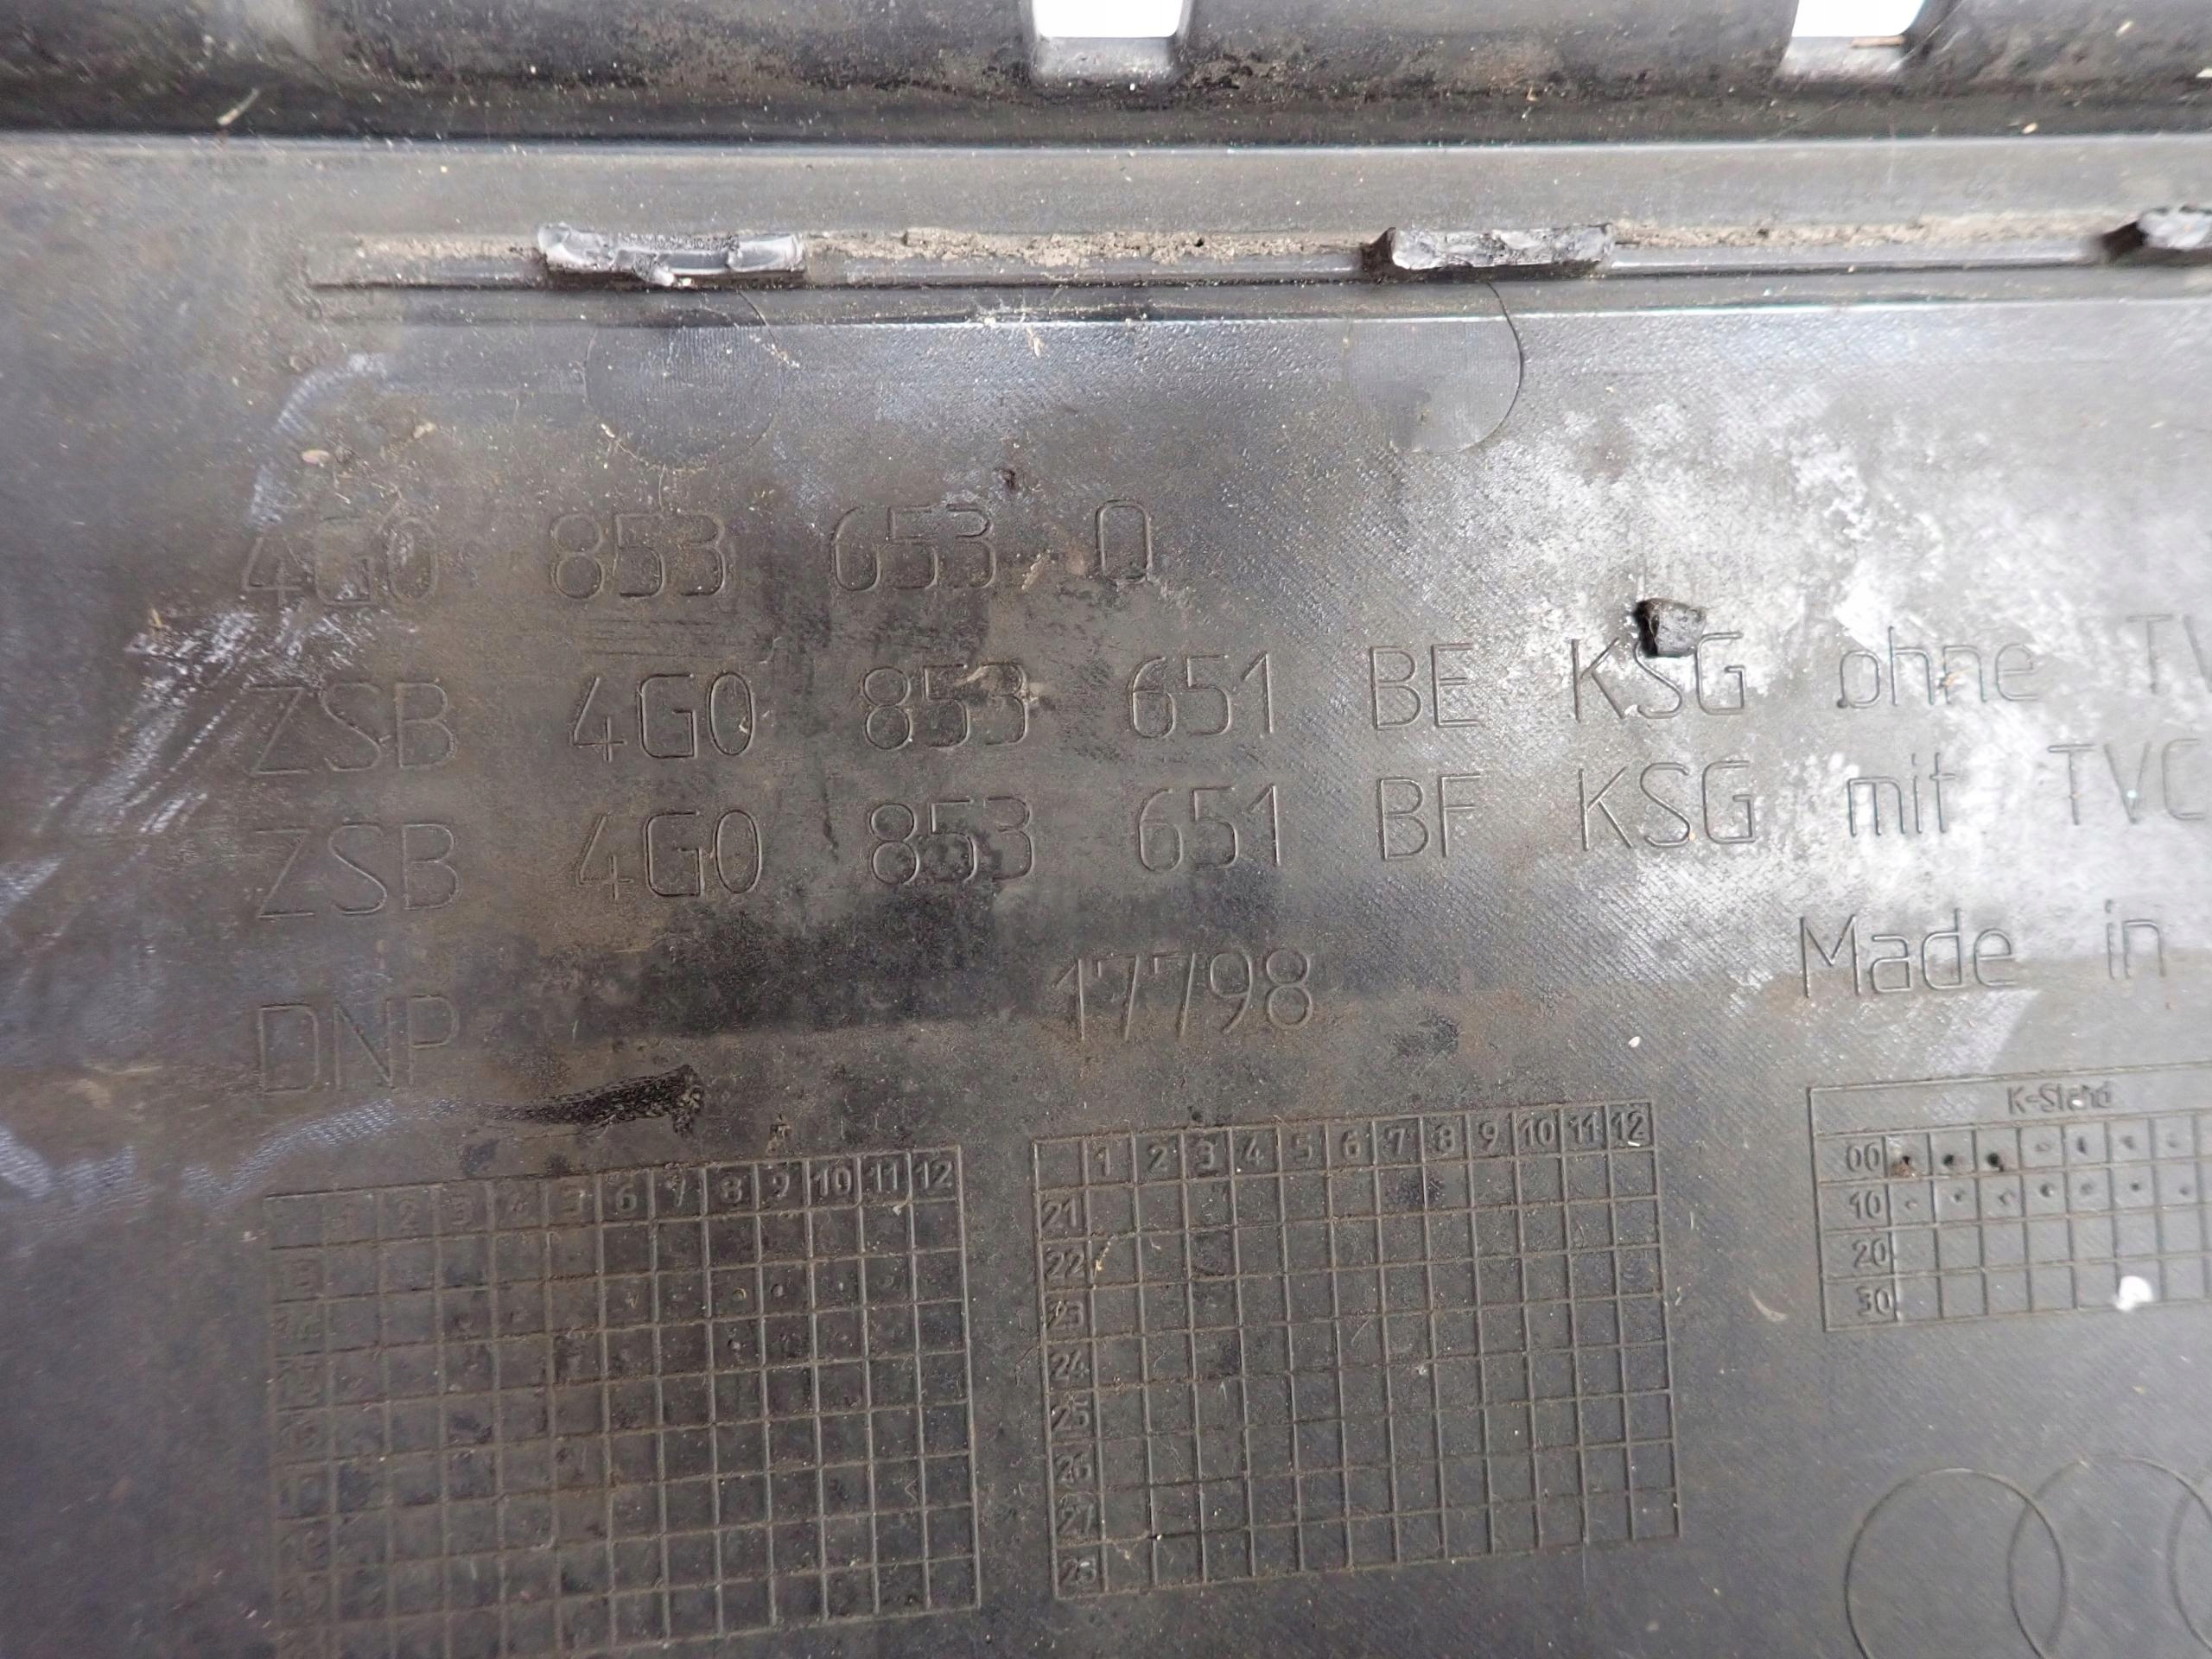 4G0 853 653 Q
ZSB 4G0 853 651 BE KSG ohne TV
ZSB 4G0 853 651 BF KSG mit TVC
DNP 17798 Made in
K-Stand
1 2 3 4 5 6 7 8 9 10 11 12
1 2 3 4 5 6 7 8 9 10 11 12
21
22
23
24
25
26
27
28
00
10
20
30